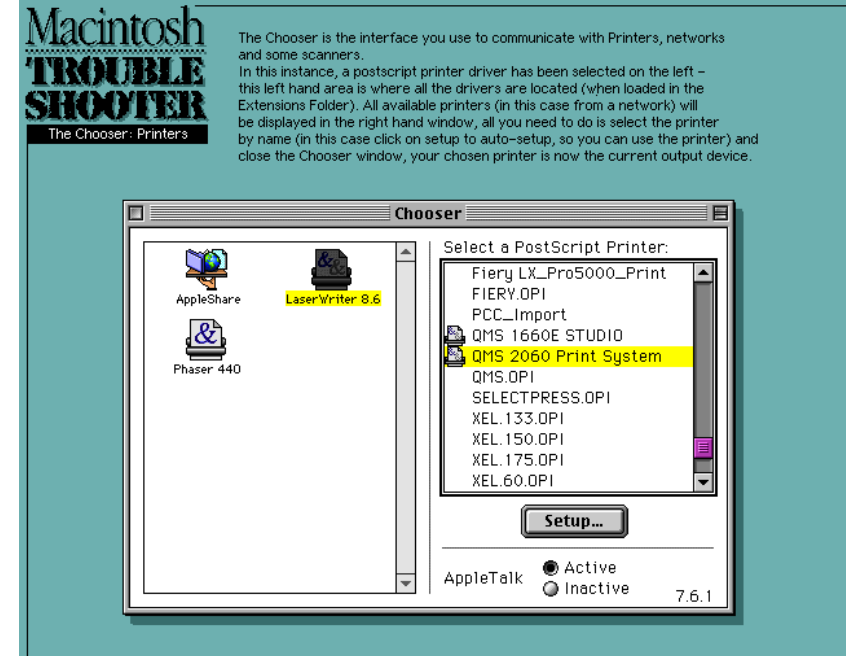 Macintosh
TROUBLE
SHOOTER
The Chooser: Printers
The Chooser is the interface you use to communicate with Printers, networks
and some scanners.
In this instance, a postscript printer driver has been selected on the left –
this left hand area is where all the drivers are located (when loaded in the
Extensions Folder). All available printers (in this case from a network) will
be displayed in the right hand window, all you need to do is select the printer
by name (in this case click on setup to auto-setup, so you can use the printer) and
close the Chooser window, your chosen printer is now the current output device.
Chooser
AppleShare
LaserWriter 8.6
Phaser 440
Select a PostScript Printer:
Fiery LX_Pro5000_Print
FIERY.OPI
PCC_Import
QMS 1660E STUDIO
QMS 2060 Print System
QMS.OPI
SELECTPRESS.OPI
XEL.133.OPI
XEL.150.OPI
XEL.175.OPI
XEL.60.OPI
Setup...
AppleTalk
Active
Inactive
7.6.1